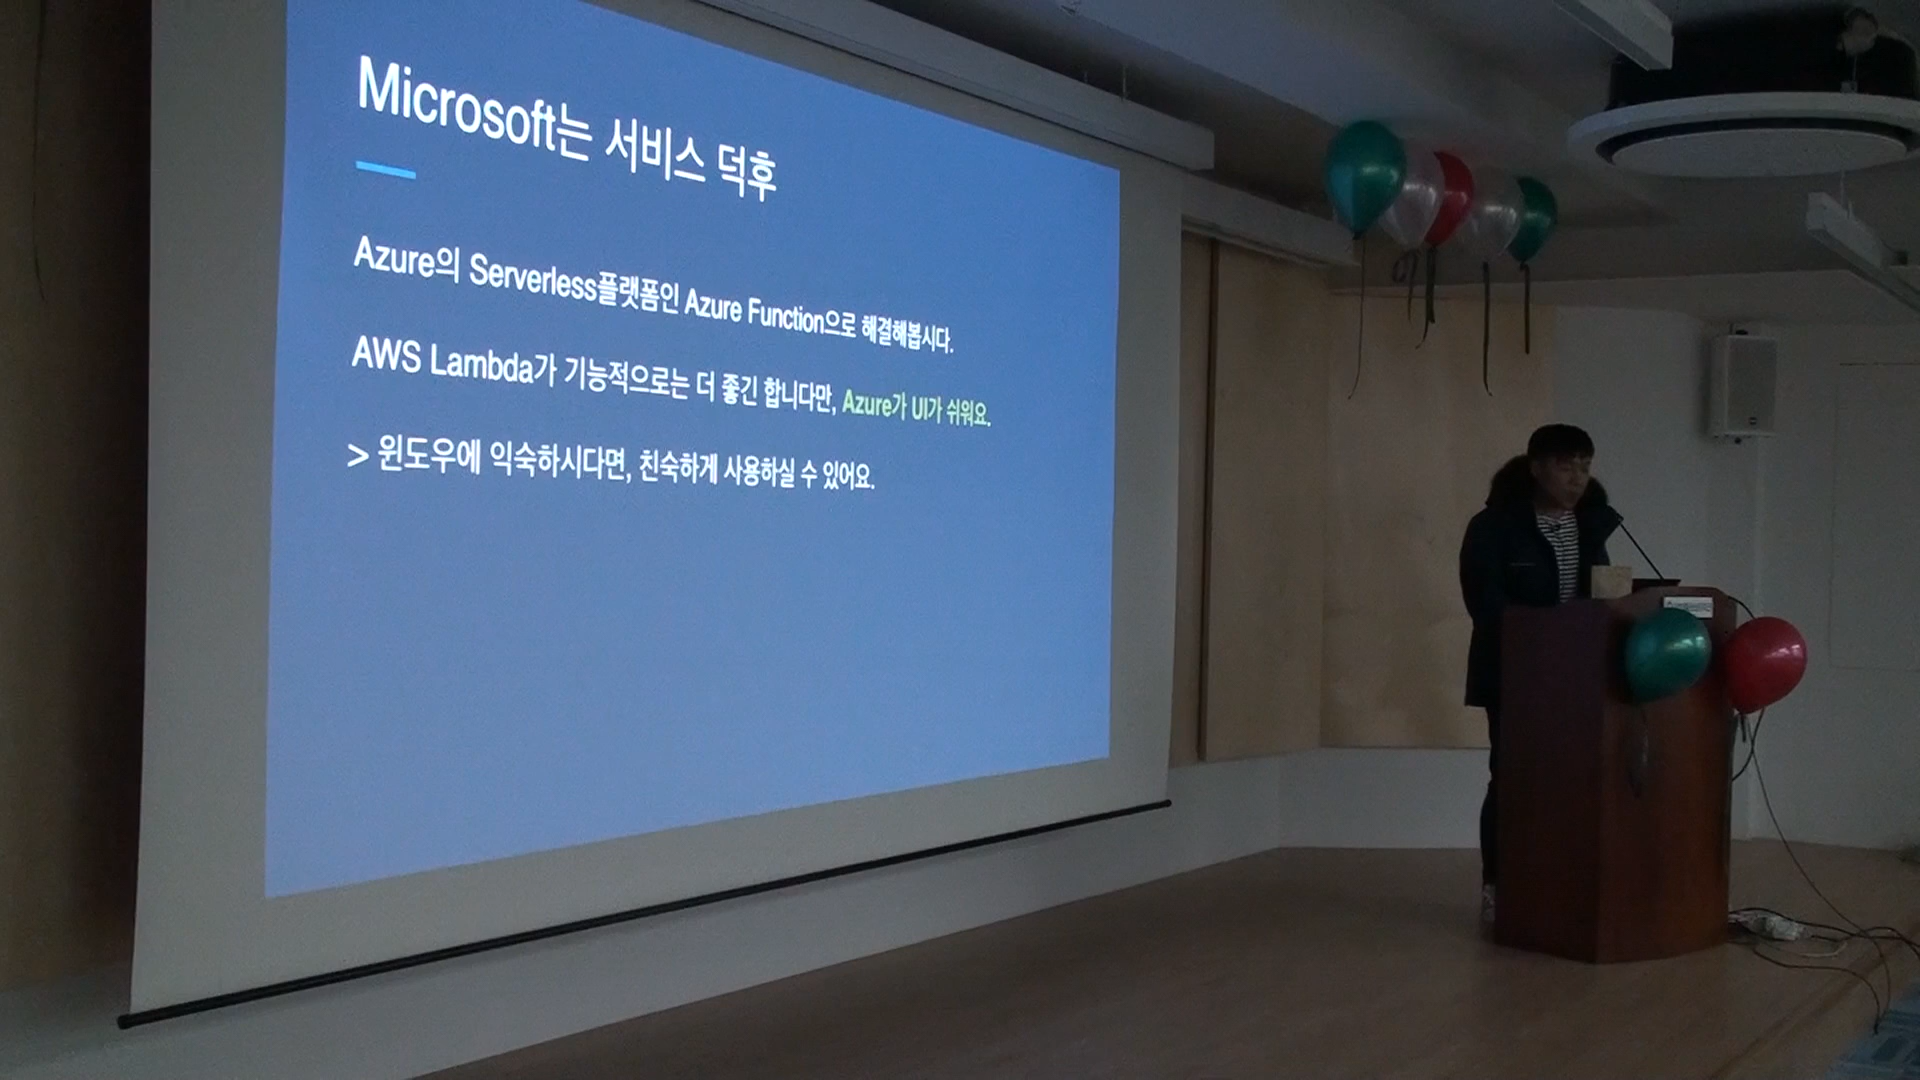 Microsoft는 서비스 덕후
Azure의 Serverless플랫폼인 Azure Function으로 해결해봅시다.
AWS Lambda가 기능적으로는 더 좋긴 합니다만, Azure가 UI가 쉬워요.
> 윈도우에 익숙하시다면, 친숙하게 사용하실 수 있어요.